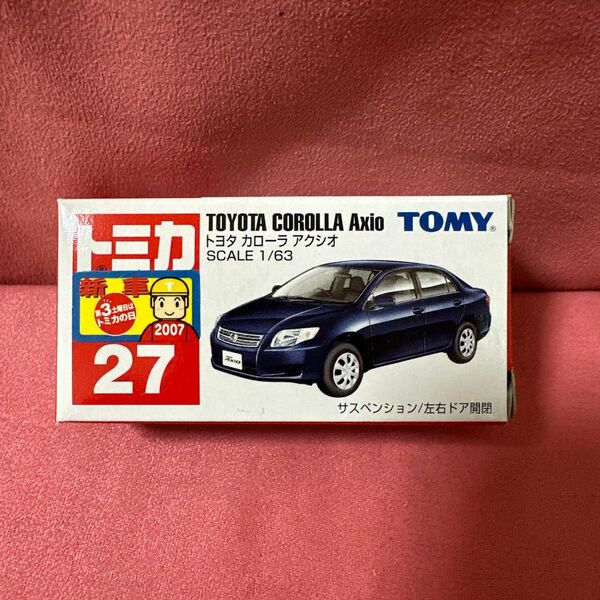 トミカ
®
新車
第3土曜日は
トミカの日
T
2007
27
TOYOTA COROLLA Axio
トヨタ カローラ アクシオ
SCALE 1/63
TOMY®
AXIO
サスペンション/左右ドア開閉